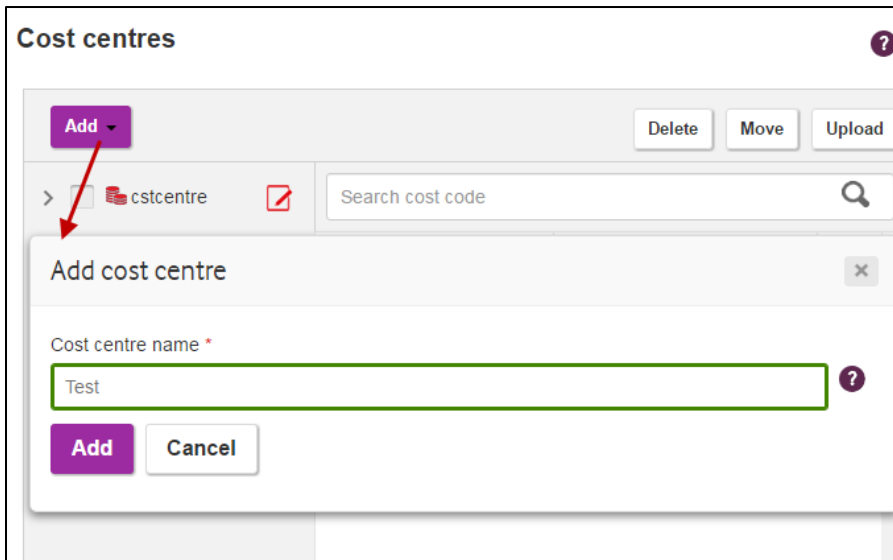 Cost centres
?
Add
Delete Move Upload
cstcentre
Search cost code
Add cost centre
×
Cost centre name *
Test
?
Add Cancel